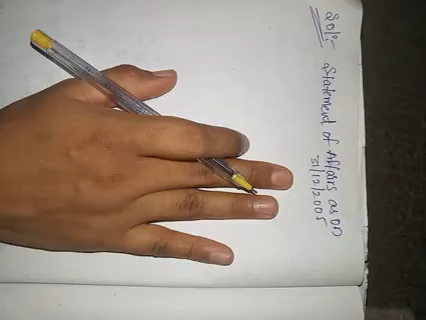 Sol:- Statement of Affairs as on
31/12/2005